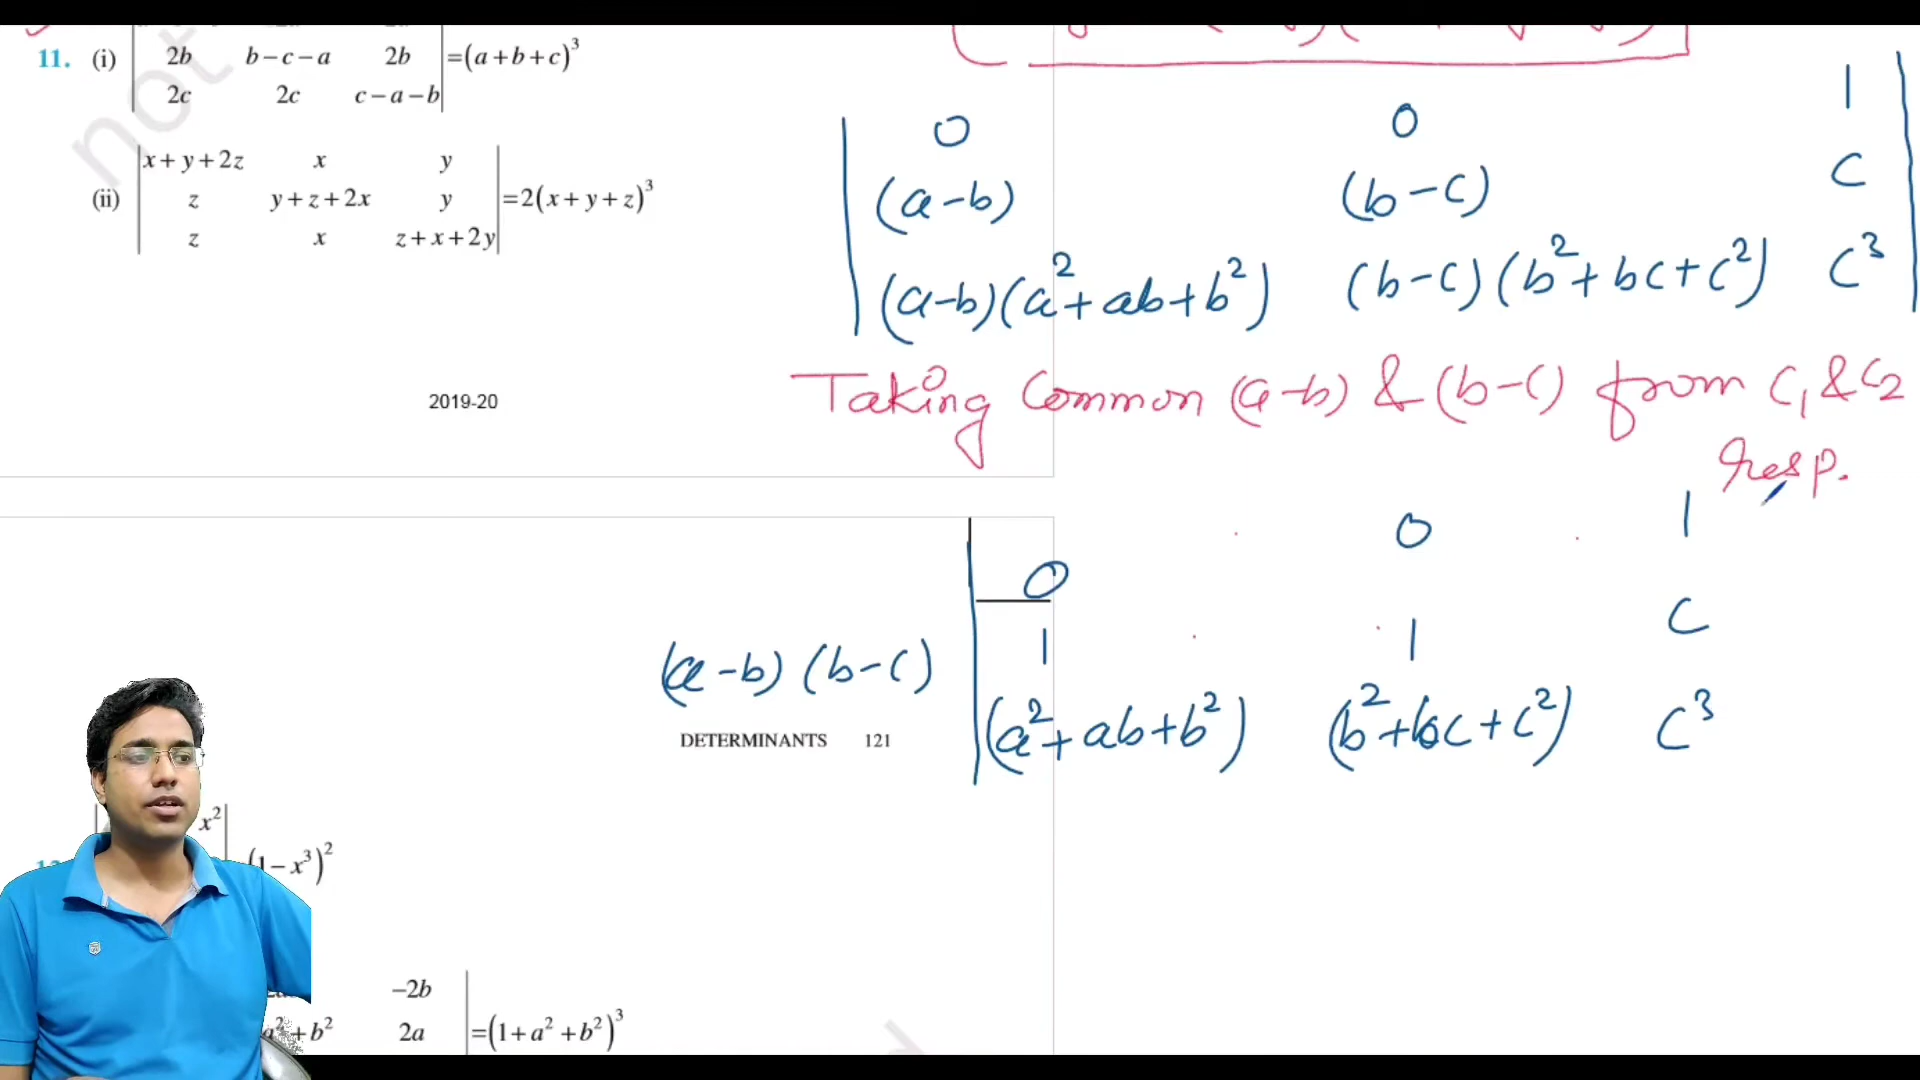 11. (i) 2b b-c-a 2b =(a+b+c)³
2c 2c c-a-b
(ii) x+y+2z x y
z y+z+2x y =2(x+y+z)³
z x z+x+2y
2019-20
0 0 1
(a-b) (b-c) c
(a-b)(a²+ab+b²) (b-c)(b²+bc+c²) c³
Taking Common (a-b) & (b-c) from C₁ & C₂
resp.
0 0 1
(a-b) (b-c) 1 1 c
(a²+ab+b²) (b²+bc+c²) c³
DETERMINANTS 121
x²
(1-x³)²
-2b
a²+b² 2a =(1+a²+b²)³